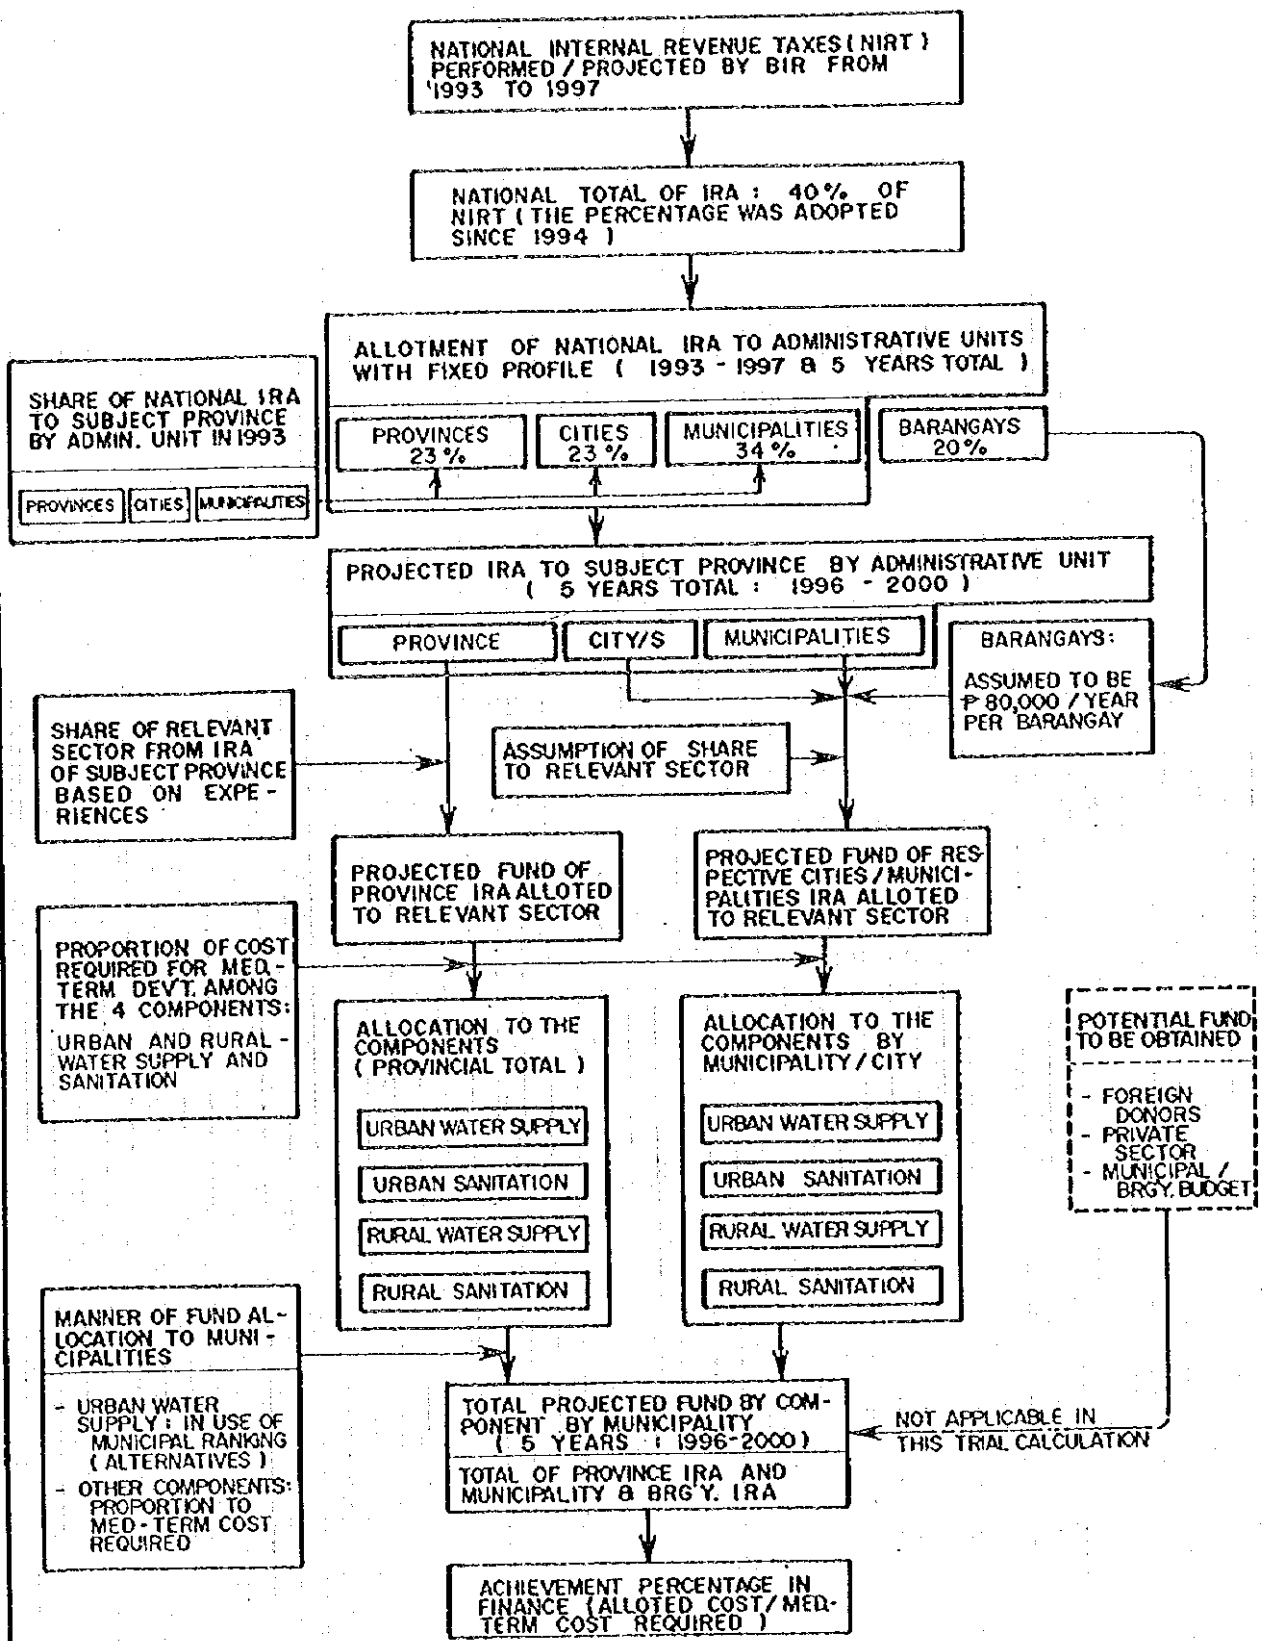 NATIONAL INTERNAL REVENUE TAXES (NIRT)
PERFORMED / PROJECTED BY BIR FROM
1993 TO 1997
NATIONAL TOTAL OF IRA : 40% OF
NIRT ( THE PERCENTAGE WAS ADOPTED
SINCE 1994 )
ALLOTMENT OF NATIONAL IRA TO ADMINISTRATIVE UNITS
WITH FIXED PROFILE ( 1993 - 1997 & 5 YEARS TOTAL )
SHARE OF NATIONAL IRA
TO SUBJECT PROVINCE
BY ADMIN. UNIT IN 1993
PROVINCES
23%
CITIES
23%
MUNICIPALITIES
34%
BARANGAYS
20%
PROVINCES
CITIES
MUNICIPALITIES
PROJECTED IRA TO SUBJECT PROVINCE BY ADMINISTRATIVE UNIT
( 5 YEARS TOTAL : 1996 - 2000 )
PROVINCE
CITY/S
MUNICIPALITIES
BARANGAYS:
ASSUMED TO BE
₱ 80,000 / YEAR
PER BARANGAY
SHARE OF RELEVANT
SECTOR FROM IRA
OF SUBJECT PROVINCE
BASED ON EXPE-
RIENCES
ASSUMPTION OF SHARE
TO RELEVANT SECTOR
PROJECTED FUND OF
PROVINCE IRA ALLOTED
TO RELEVANT SECTOR
PROJECTED FUND OF RES-
PECTIVE CITIES / MUNICI-
PALITIES IRA ALLOTED
TO RELEVANT SECTOR
PROPORTION OF COST
REQUIRED FOR MED.-
TERM DEV'T. AMONG
THE 4 COMPONENTS:
URBAN AND RURAL -
WATER SUPPLY AND
SANITATION
ALLOCATION TO THE
COMPONENTS
( PROVINCIAL TOTAL )
URBAN WATER SUPPLY
URBAN SANITATION
RURAL WATER SUPPLY
RURAL SANITATION
ALLOCATION TO THE
COMPONENTS BY
MUNICIPALITY / CITY
URBAN WATER SUPPLY
URBAN SANITATION
RURAL WATER SUPPLY
RURAL SANITATION
POTENTIAL FUND
TO BE OBTAINED
- FOREIGN
DONORS
- PRIVATE
SECTOR
- MUNICIPAL /
BRGY. BUDGET
MANNER OF FUND AL-
LOCATION TO MUNI-
CIPALITIES
- URBAN WATER
SUPPLY : IN USE OF
MUNICIPAL RANKING
( ALTERNATIVES )
- OTHER COMPONENTS:
PROPORTION TO
MED - TERM COST
REQUIRED
TOTAL PROJECTED FUND BY COM-
PONENT BY MUNICIPALITY
( 5 YEARS : 1996-2000 )
TOTAL OF PROVINCE IRA AND
MUNICIPALITY & BRG'Y. IRA
NOT APPLICABLE IN
THIS TRIAL CALCULATION
ACHIEVEMENT PERCENTAGE IN
FINANCE ( ALLOTED COST / MED.-
TERM COST REQUIRED )